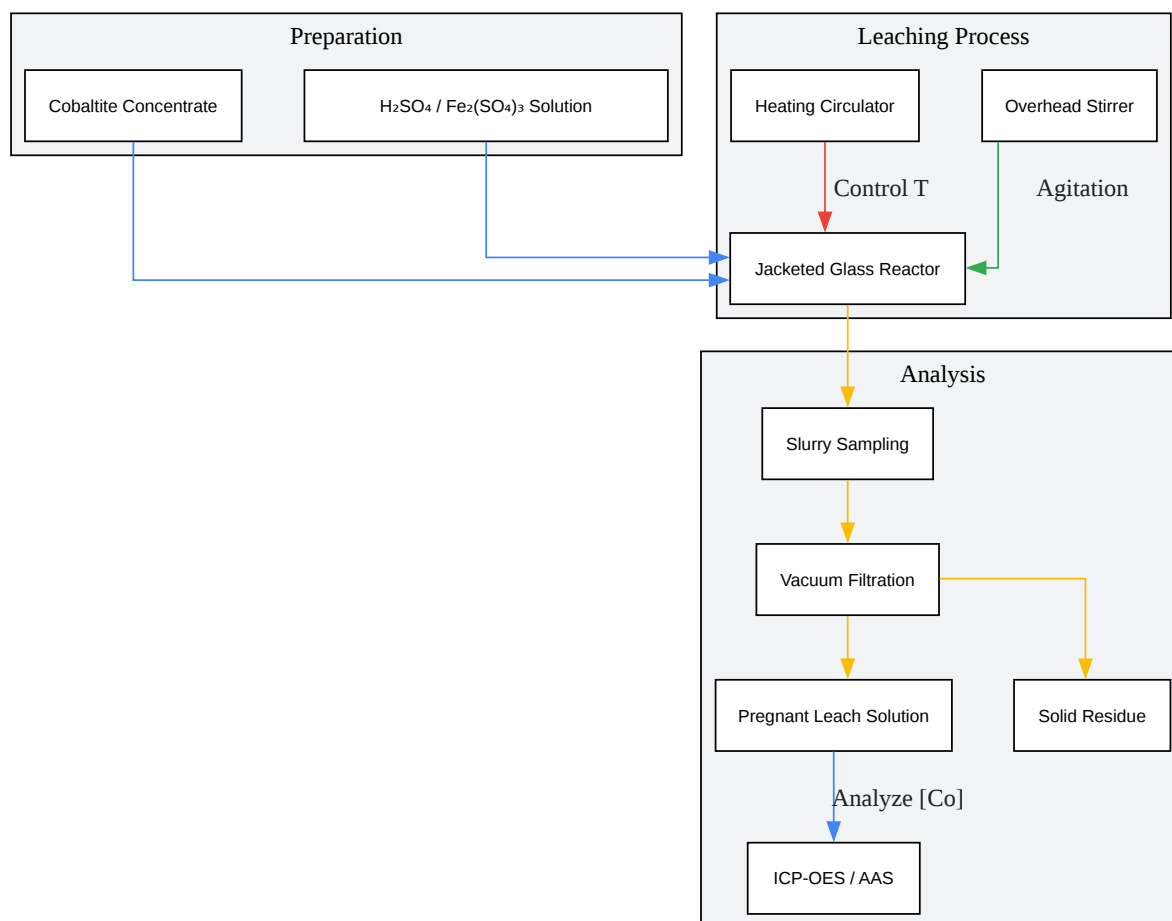 Preparation
Cobaltite Concentrate
H₂SO₄ / Fe₂(SO₄)₃ Solution
Leaching Process
Heating Circulator
Overhead Stirrer
Control T
Agitation
Jacketed Glass Reactor
Analysis
Slurry Sampling
Vacuum Filtration
Pregnant Leach Solution
Solid Residue
Analyze [Co]
ICP-OES / AAS